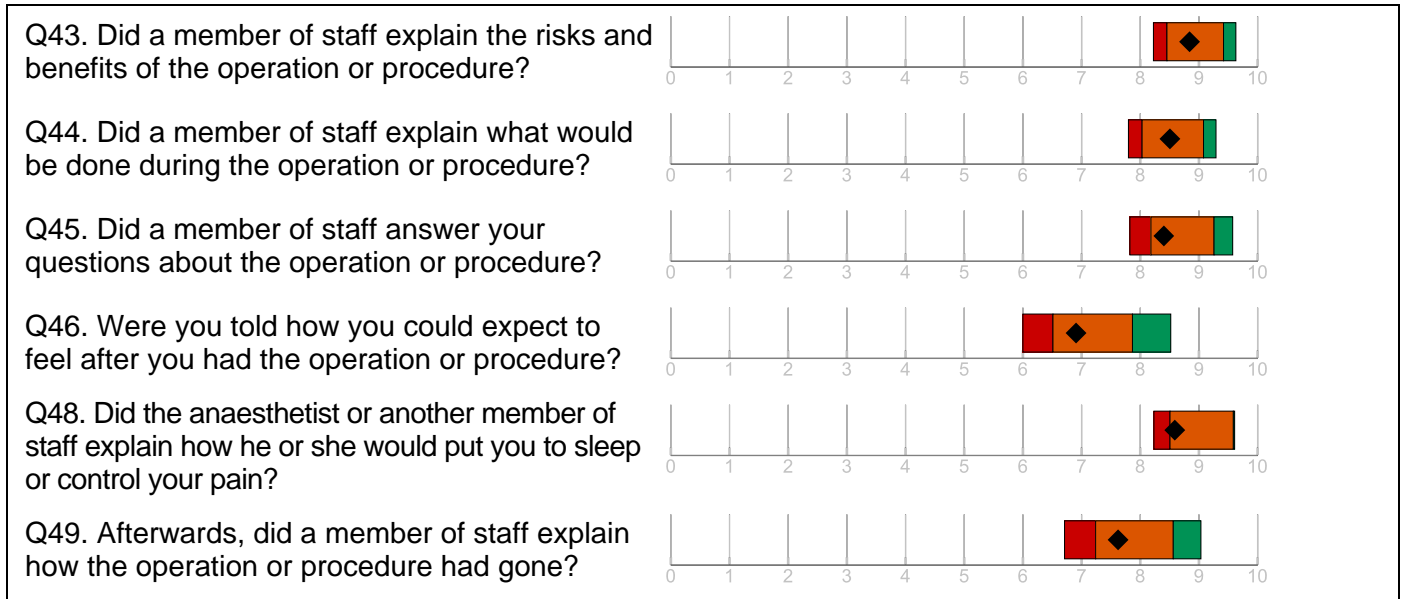 Q43. Did a member of staff explain the risks and
benefits of the operation or procedure?
0 1 2 3 4 5 6 7 8 9 10
Q44. Did a member of staff explain what would
be done during the operation or procedure?
0 1 2 3 4 5 6 7 8 9 10
Q45. Did a member of staff answer your
questions about the operation or procedure?
0 1 2 3 4 5 6 7 8 9 10
Q46. Were you told how you could expect to
feel after you had the operation or procedure?
0 1 2 3 4 5 6 7 8 9 10
Q48. Did the anaesthetist or another member of
staff explain how he or she would put you to sleep
or control your pain?
0 1 2 3 4 5 6 7 8 9 10
Q49. Afterwards, did a member of staff explain
how the operation or procedure had gone?
0 1 2 3 4 5 6 7 8 9 10